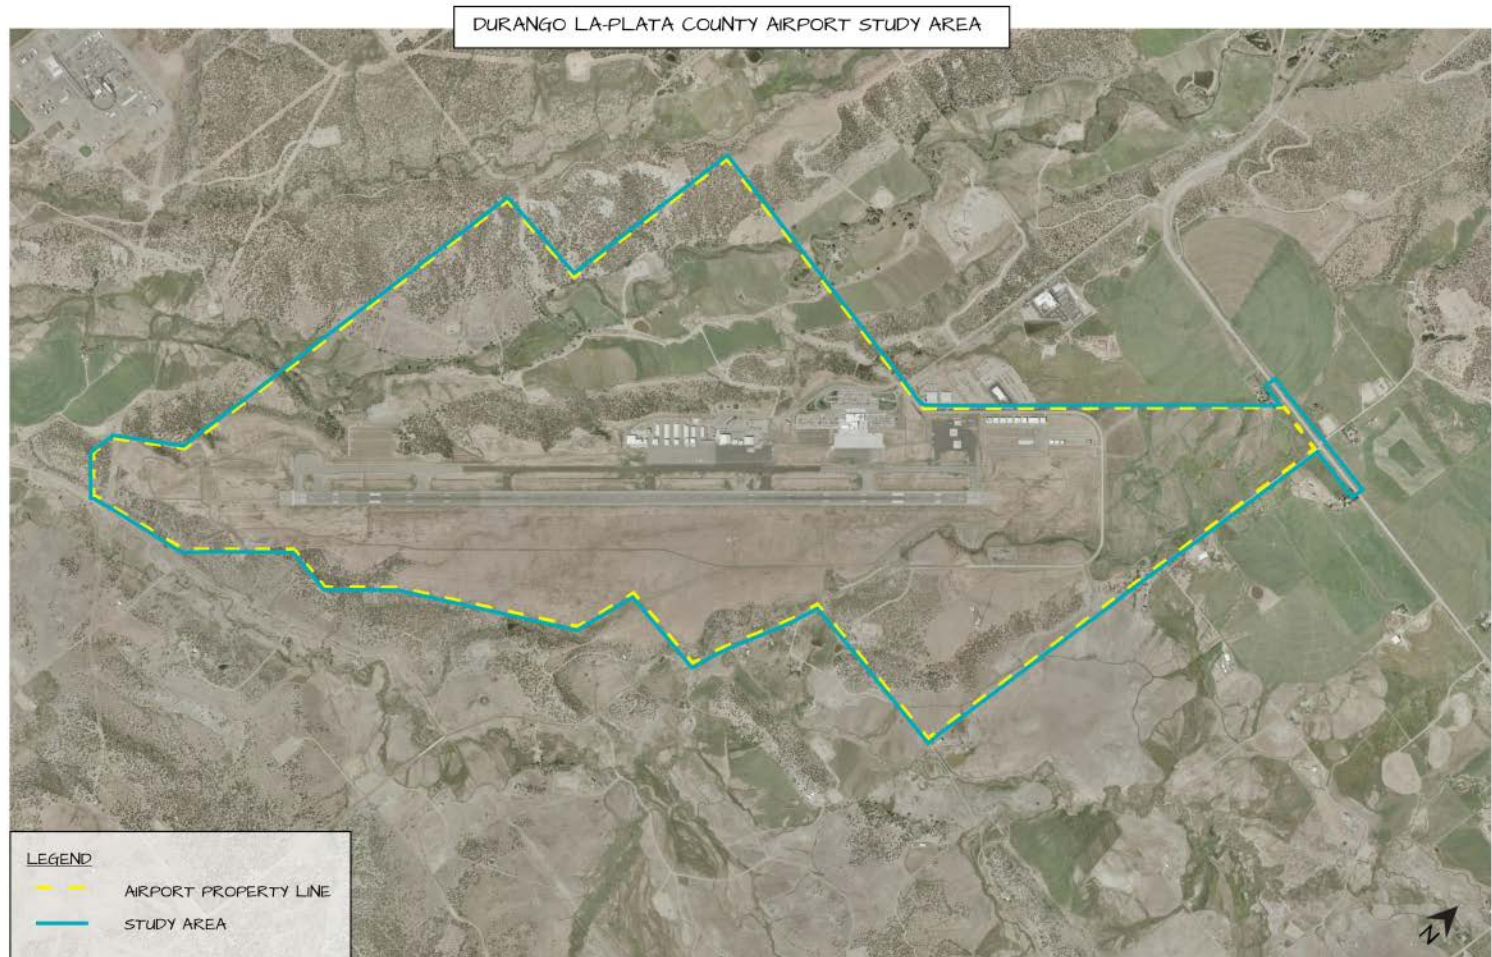 DURANGO LA-PLATA COUNTY AIRPORT STUDY AREA
LEGEND
AIRPORT PROPERTY LINE
STUDY AREA
N